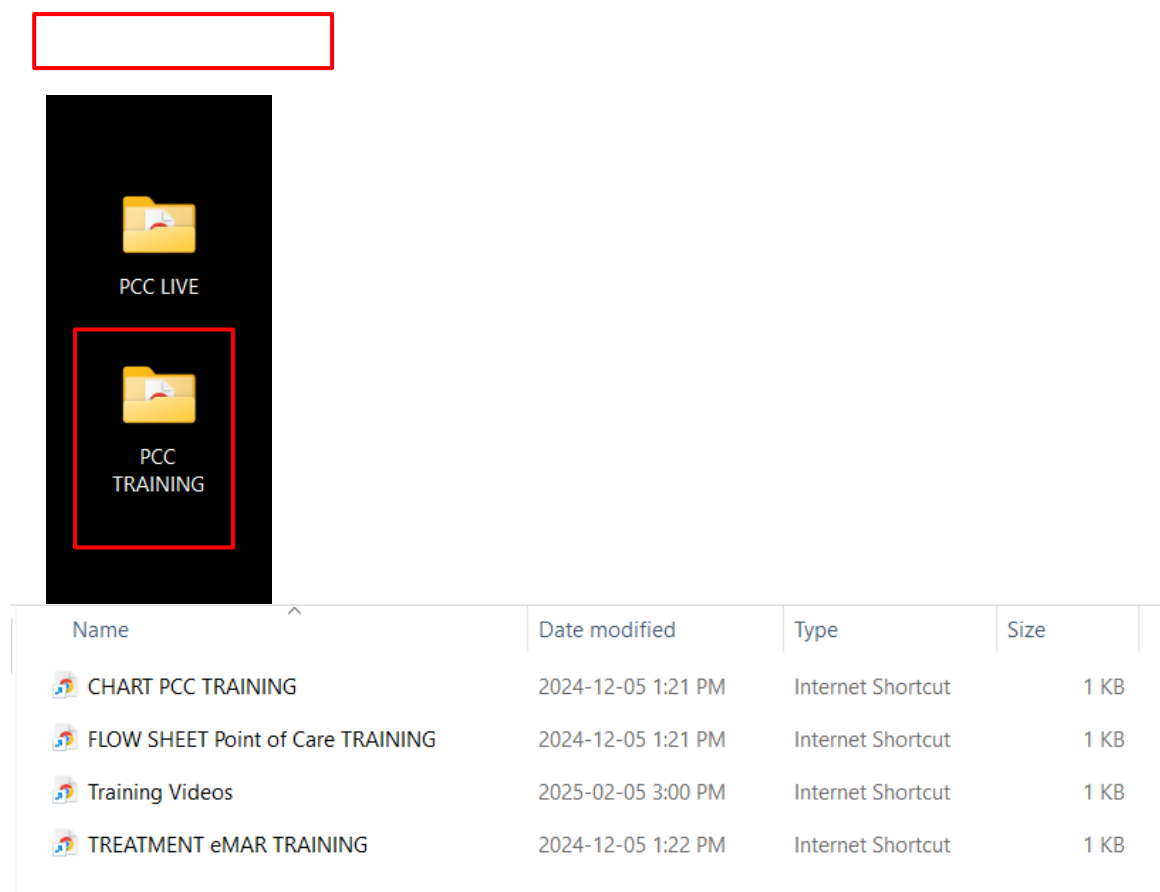 PCC LIVE
PCC
TRAINING
Name Date modified Type Size
CHART PCC TRAINING 2024-12-05 1:21 PM Internet Shortcut 1 KB
FLOW SHEET Point of Care TRAINING 2024-12-05 1:21 PM Internet Shortcut 1 KB
Training Videos 2025-02-05 3:00 PM Internet Shortcut 1 KB
TREATMENT eMAR TRAINING 2024-12-05 1:22 PM Internet Shortcut 1 KB